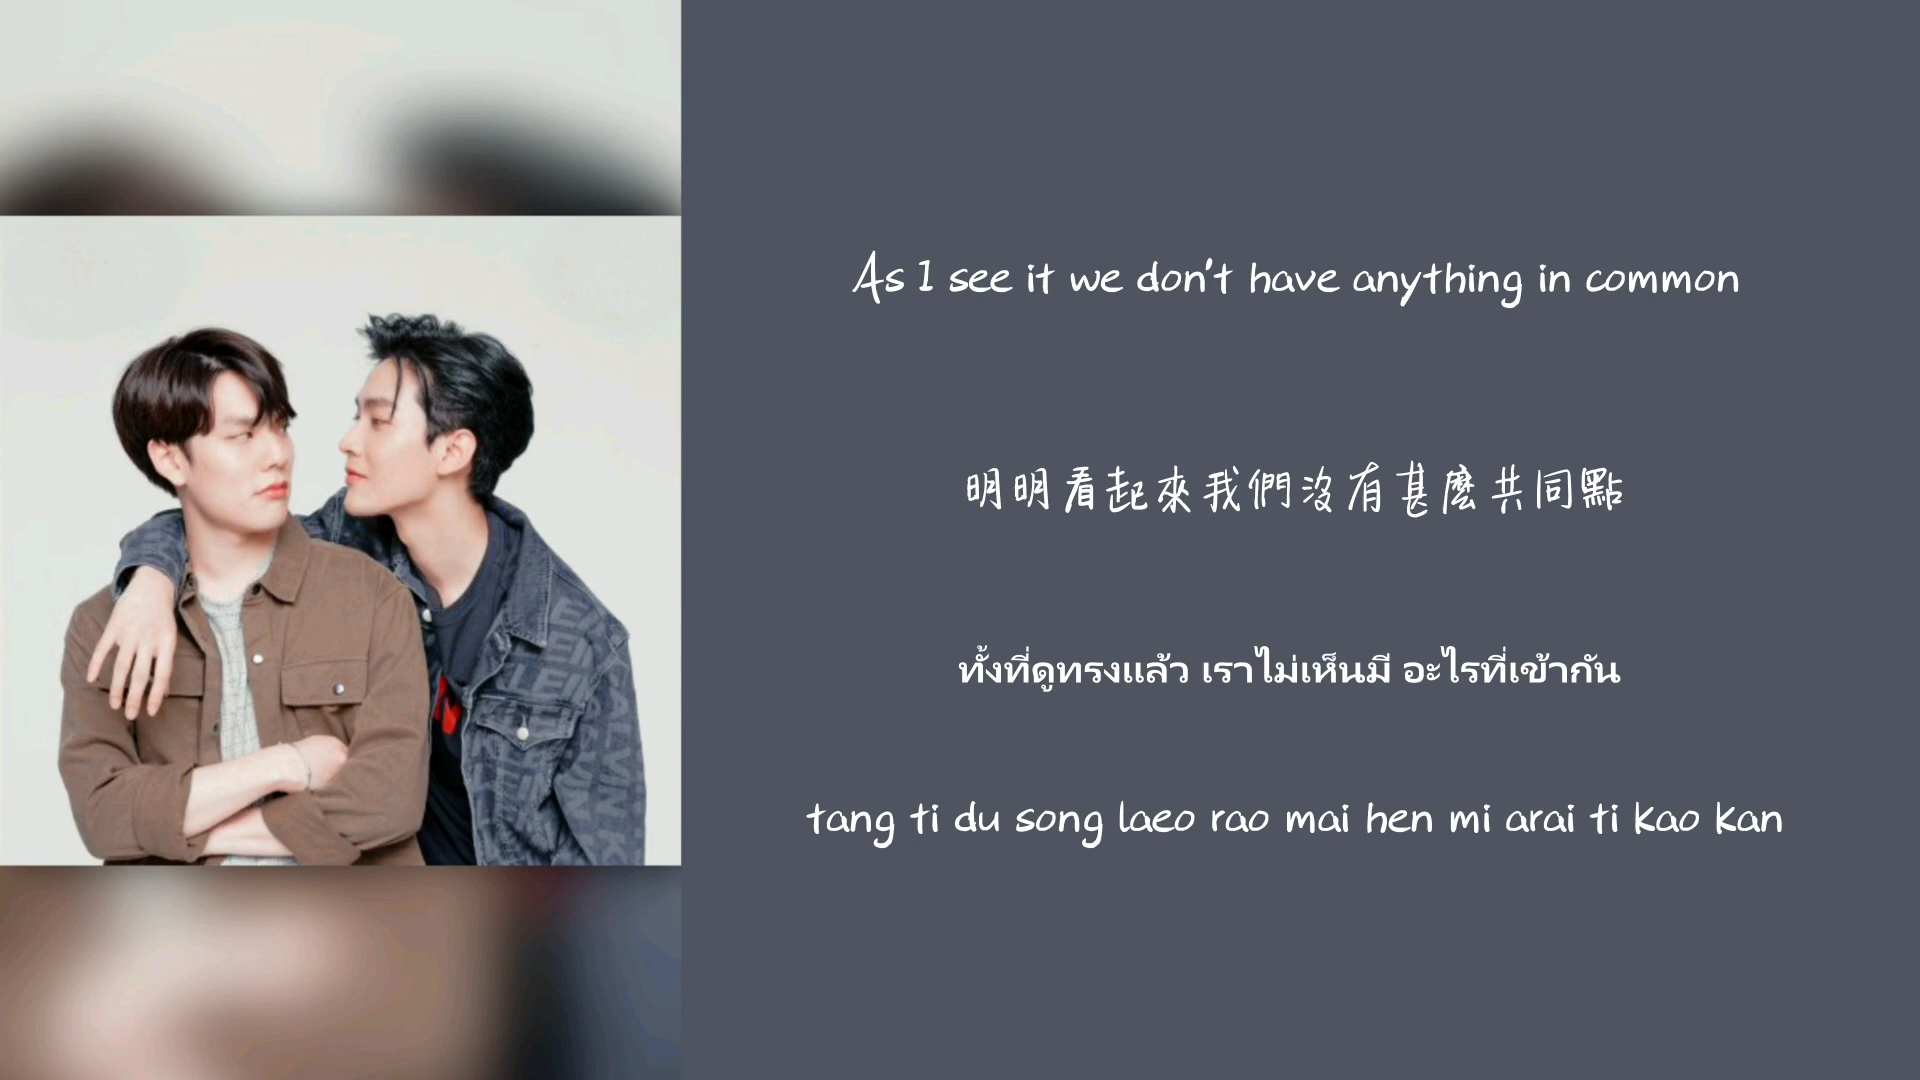 As I see it we don't have anything in common
明明看起來我們沒有甚麼共同點
ทั้งที่ดูทรงแล้ว เราไม่เห็นมี อะไรที่เข้ากัน
tang ti du song laeo rao mai hen mi arai ti kao kan